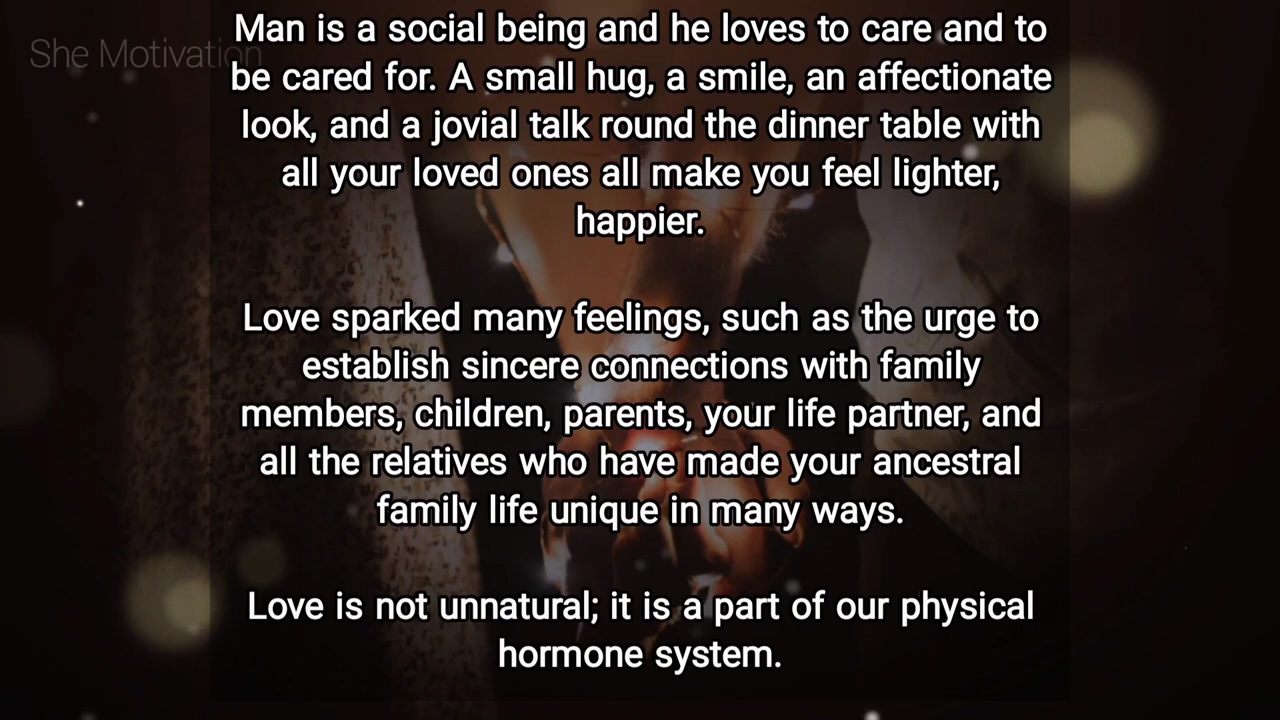 She Motivation
Man is a social being and he loves to care and to
be cared for. A small hug, a smile, an affectionate
look, and a jovial talk round the dinner table with
all your loved ones all make you feel lighter,
happier.
Love sparked many feelings, such as the urge to
establish sincere connections with family
members, children, parents, your life partner, and
all the relatives who have made your ancestral
family life unique in many ways.
Love is not unnatural; it is a part of our physical
hormone system.